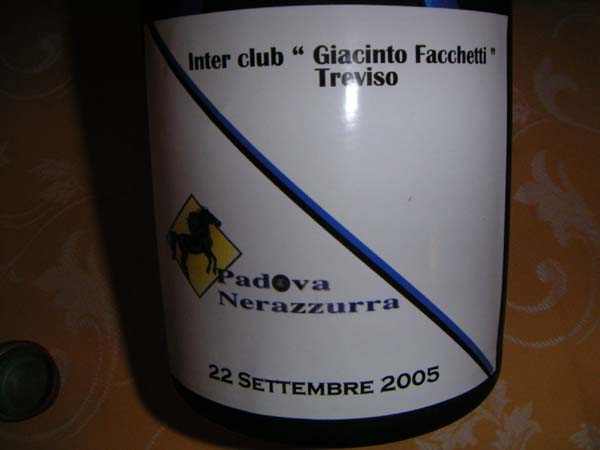 Inter club “ Giacinto Facchetti ”
Treviso
Padova
Nerazzurra
22 SETTEMBRE 2005